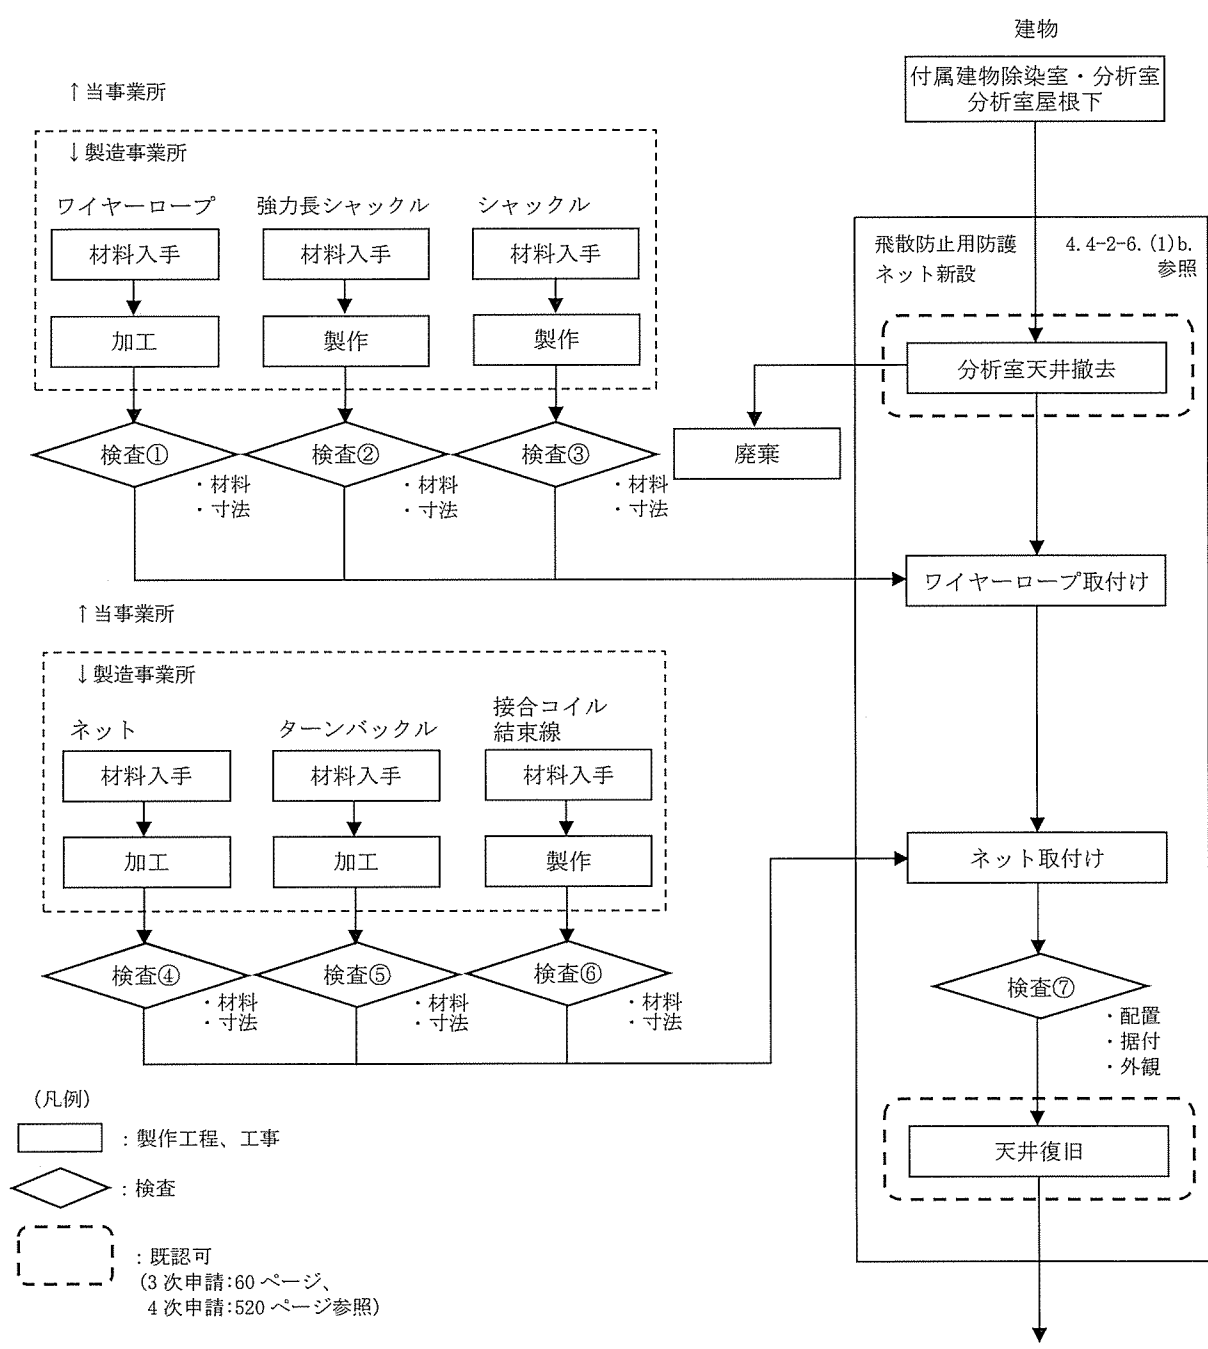 建物
付属建物除染室・分析室
分析室屋根下
↑当事業所
↓製造事業所
ワイヤーロープ
強力長シャックル
シャックル
材料入手
材料入手
材料入手
加工
製作
製作
検査①
・材料
・寸法
検査②
・材料
・寸法
検査③
・材料
・寸法
飛散防止用防護
ネット新設
4.4-2-6.(1)b.
参照
分析室天井撤去
廃棄
ワイヤーロープ取付け
↑当事業所
↓製造事業所
ネット
ターンバックル
接合コイル
結束線
材料入手
材料入手
材料入手
加工
加工
製作
検査④
・材料
・寸法
検査⑤
・材料
・寸法
検査⑥
・材料
・寸法
ネット取付け
検査⑦
・配置
・据付
・外観
天井復旧
(凡例)
：製作工程、工事
：検査
：既認可
(3次申請:60ページ、
4次申請:520ページ参照)